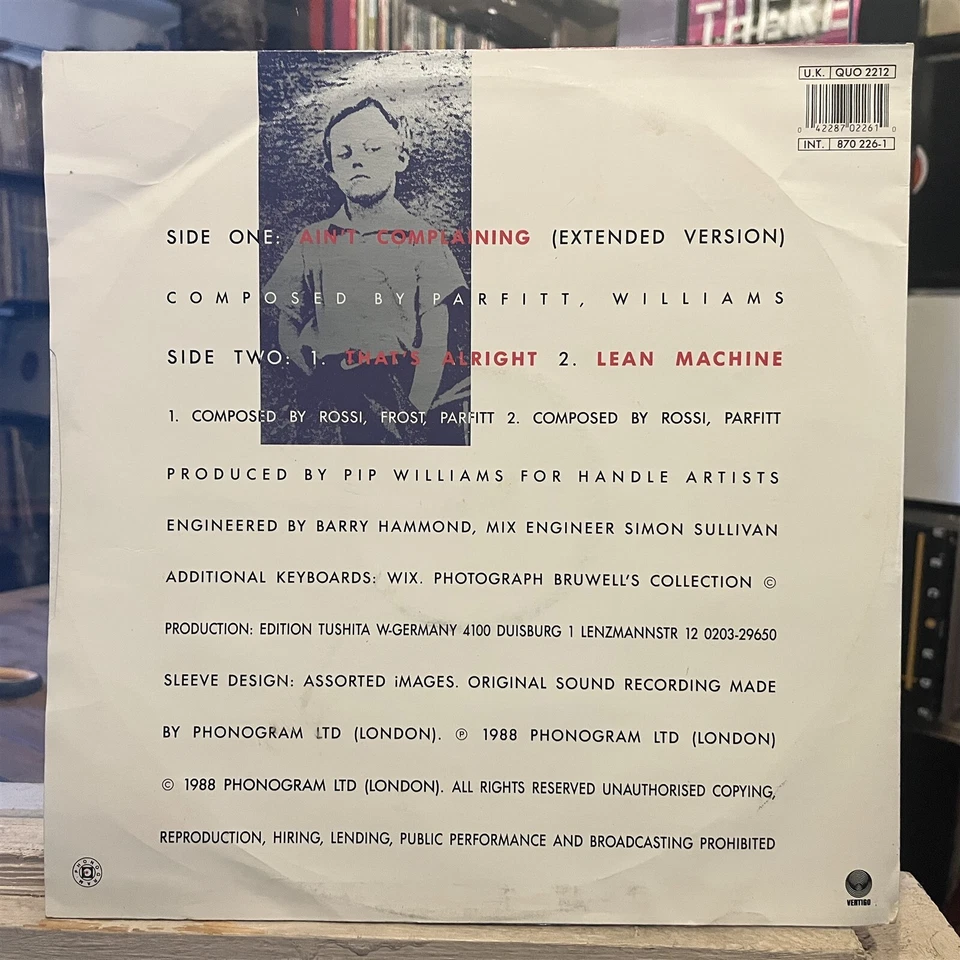 THERE
U.K. QUO 2212
0 42287 02261 0
INT. 870 226-1
SIDE ONE: AIN'T COMPLAINING (EXTENDED VERSION)
COMPOSED BY PARFITT, WILLIAMS
SIDE TWO: 1. THAT'S ALRIGHT 2. LEAN MACHINE
1. COMPOSED BY ROSSI, FROST, PARFITT 2. COMPOSED BY ROSSI, PARFITT
PRODUCED BY PIP WILLIAMS FOR HANDLE ARTISTS
ENGINEERED BY BARRY HAMMOND, MIX ENGINEER SIMON SULLIVAN
ADDITIONAL KEYBOARDS: WIX. PHOTOGRAPH BRUWELL'S COLLECTION ©
PRODUCTION: EDITION TUSHITA W-GERMANY 4100 DUISBURG 1 LENZMANNSTR 12 0203-29650
SLEEVE DESIGN: ASSORTED iMAGES. ORIGINAL SOUND RECORDING MADE
BY PHONOGRAM LTD (LONDON). ℗ 1988 PHONOGRAM LTD (LONDON)
© 1988 PHONOGRAM LTD (LONDON). ALL RIGHTS RESERVED UNAUTHORISED COPYING,
REPRODUCTION, HIRING, LENDING, PUBLIC PERFORMANCE AND BROADCASTING PROHIBITED
PHONOGRAM
VERTIGO